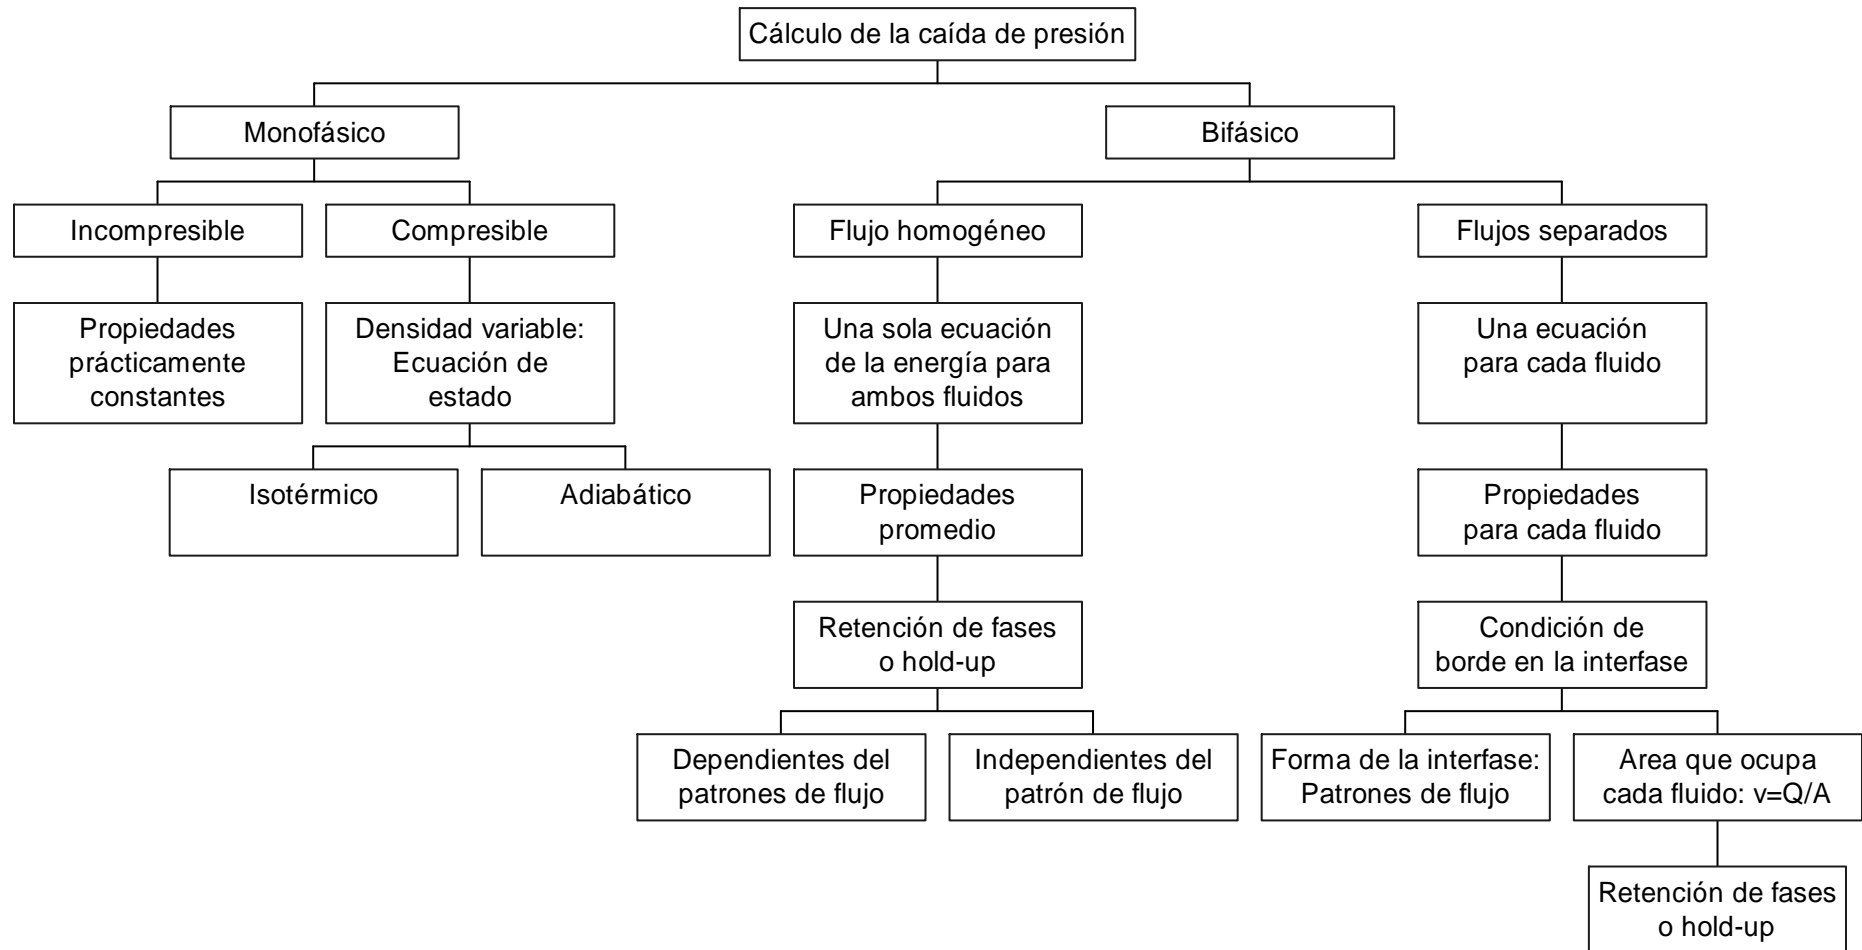 Cálculo de la caída de presión
Monofásico
Bifásico
Incompresible
Compresible
Flujo homogéneo
Flujos separados
Propiedades
prácticamente
constantes
Densidad variable:
Ecuación de
estado
Una sola ecuación
de la energía para
ambos fluidos
Una ecuación
para cada fluido
Isotérmico
Adiabático
Propiedades
promedio
Propiedades
para cada fluido
Retención de fases
o hold-up
Condición de
borde en la interfase
Dependientes del
patrones de flujo
Independientes del
patrón de flujo
Forma de la interfase:
Patrones de flujo
Area que ocupa
cada fluido: v=Q/A
Retención de fases
o hold-up